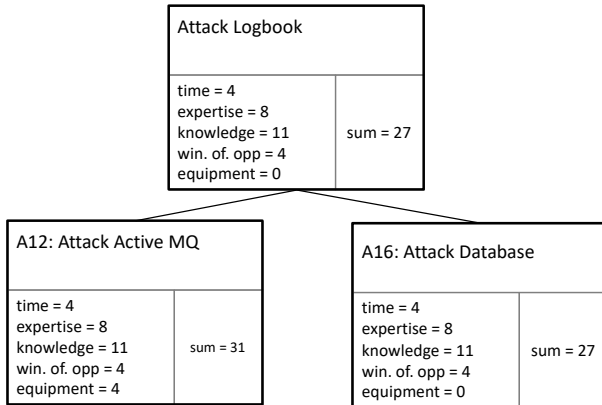 Attack Logbook
time = 4
expertise = 8
knowledge = 11
win. of. opp = 4
equipment = 0
sum = 27
A12: Attack Active MQ
time = 4
expertise = 8
knowledge = 11
win. of. opp = 4
equipment = 4
sum = 31
A16: Attack Database
time = 4
expertise = 8
knowledge = 11
win. of. opp = 4
equipment = 0
sum = 27